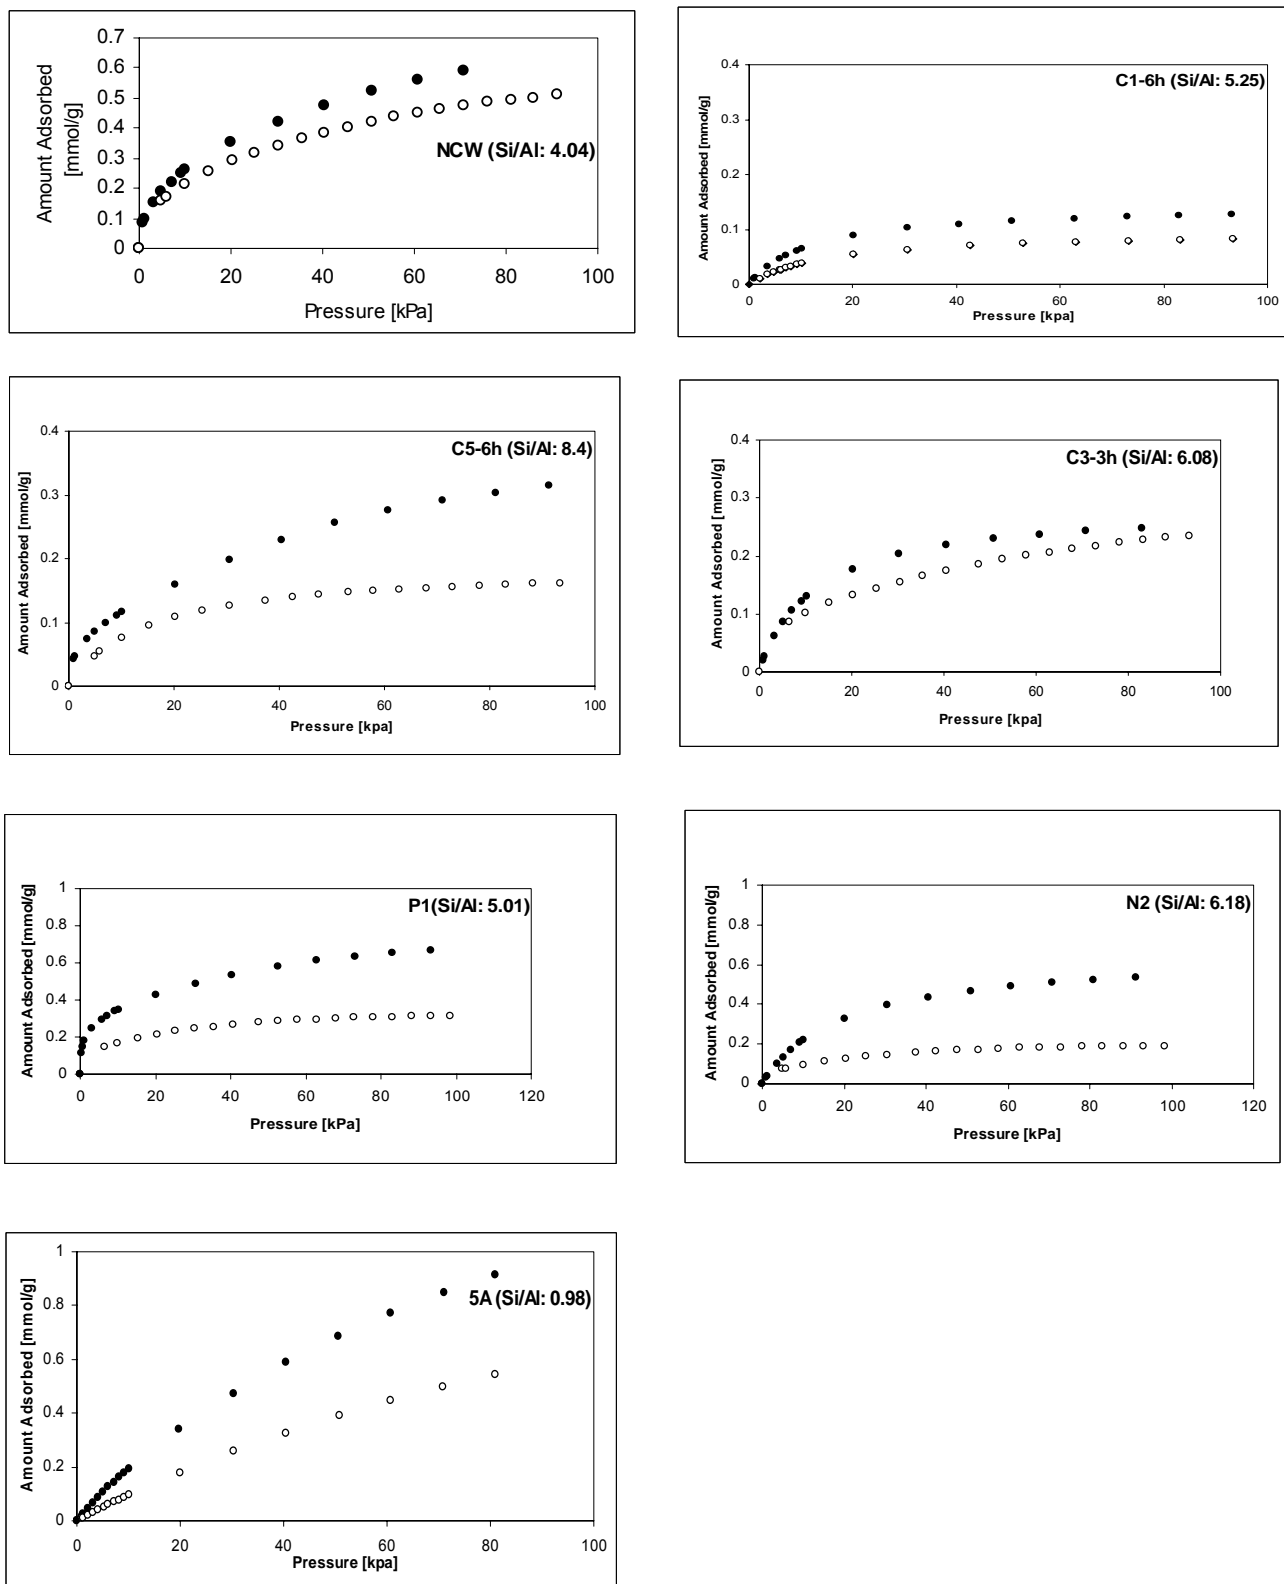 Amount Adsorbed
[mmol/g]
0.7
0.6
0.5
0.4
0.3
0.2
0.1
0
NCW (Si/Al: 4.04)
0 20 40 60 80 100
Pressure [kPa]
Amount Adsorbed [mmol/g]
0.4
0.3
0.2
0.1
0
C1-6h (Si/Al: 5.25)
0 20 40 60 80 100
Pressure [kpa]
Amount Adsorbed [mmol/g]
0.4
0.3
0.2
0.1
0
C5-6h (Si/Al: 8.4)
0 20 40 60 80 100
Pressure [kpa]
Amount Adsorbed [mmol/g]
0.4
0.3
0.2
0.1
0
C3-3h (Si/Al: 6.08)
0 20 40 60 80 100
Pressure [kpa]
Amount Adsorbed [mmol/g]
1
0.8
0.6
0.4
0.2
0
P1(Si/Al: 5.01)
0 20 40 60 80 100 120
Pressure [kPa]
Amount Adsorbed [mmol/g]
1
0.8
0.6
0.4
0.2
0
N2 (Si/Al: 6.18)
0 20 40 60 80 100 120
Pressure [kPa]
Amount Adsorbed [mmol/g]
1
0.8
0.6
0.4
0.2
0
5A (Si/Al: 0.98)
0 20 40 60 80 100
Pressure [kpa]